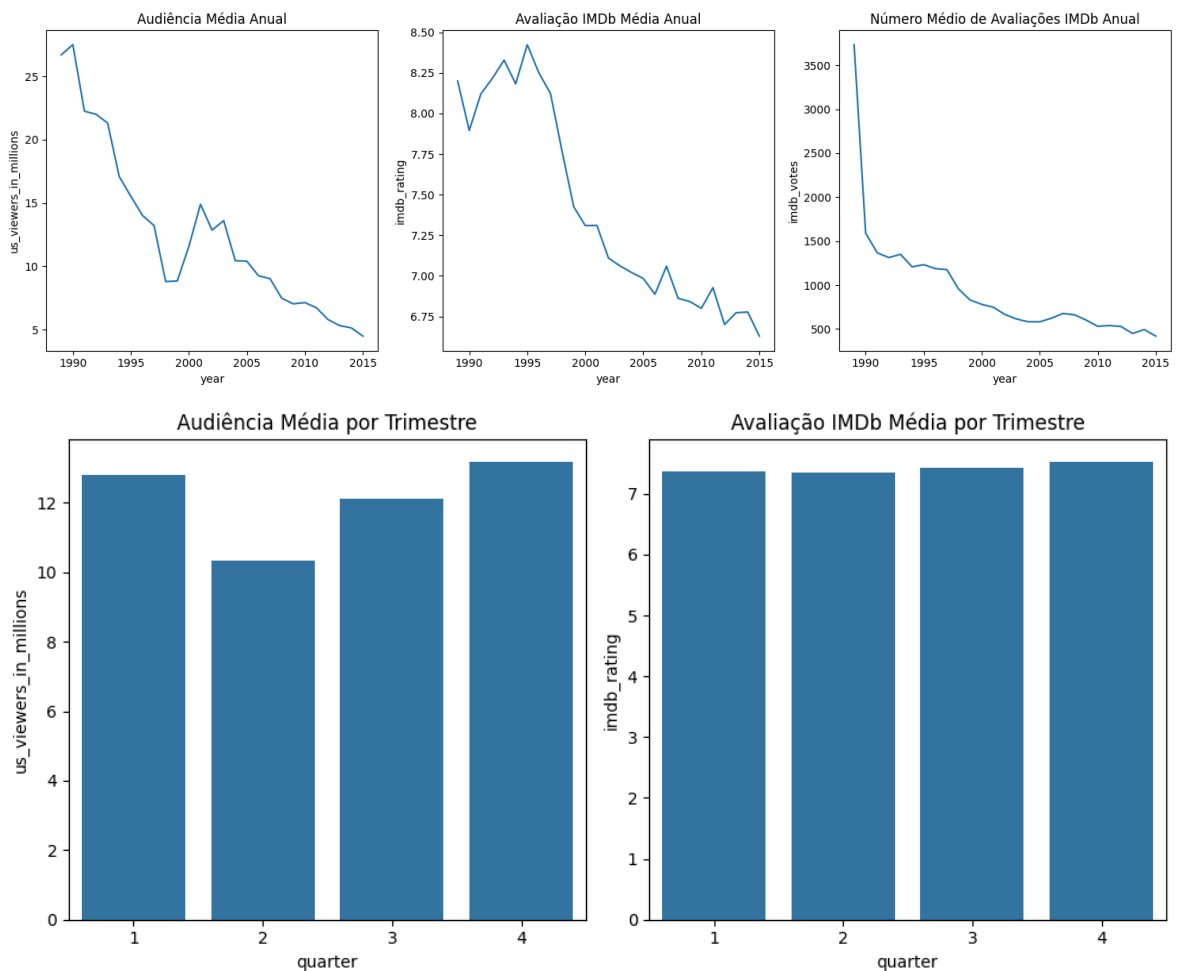 Audiência Média Anual
us_viewers_in_millions
25
20
15
10
5
1990 1995 2000 2005 2010 2015
year
Avaliação IMDb Média Anual
imdb_rating
8.50
8.25
8.00
7.75
7.50
7.25
7.00
6.75
1990 1995 2000 2005 2010 2015
year
Número Médio de Avaliações IMDb Anual
imdb_votes
3500
3000
2500
2000
1500
1000
500
1990 1995 2000 2005 2010 2015
year
Audiência Média por Trimestre
us_viewers_in_millions
12
10
8
6
4
2
0
1 2 3 4
quarter
Avaliação IMDb Média por Trimestre
imdb_rating
7
6
5
4
3
2
1
0
1 2 3 4
quarter